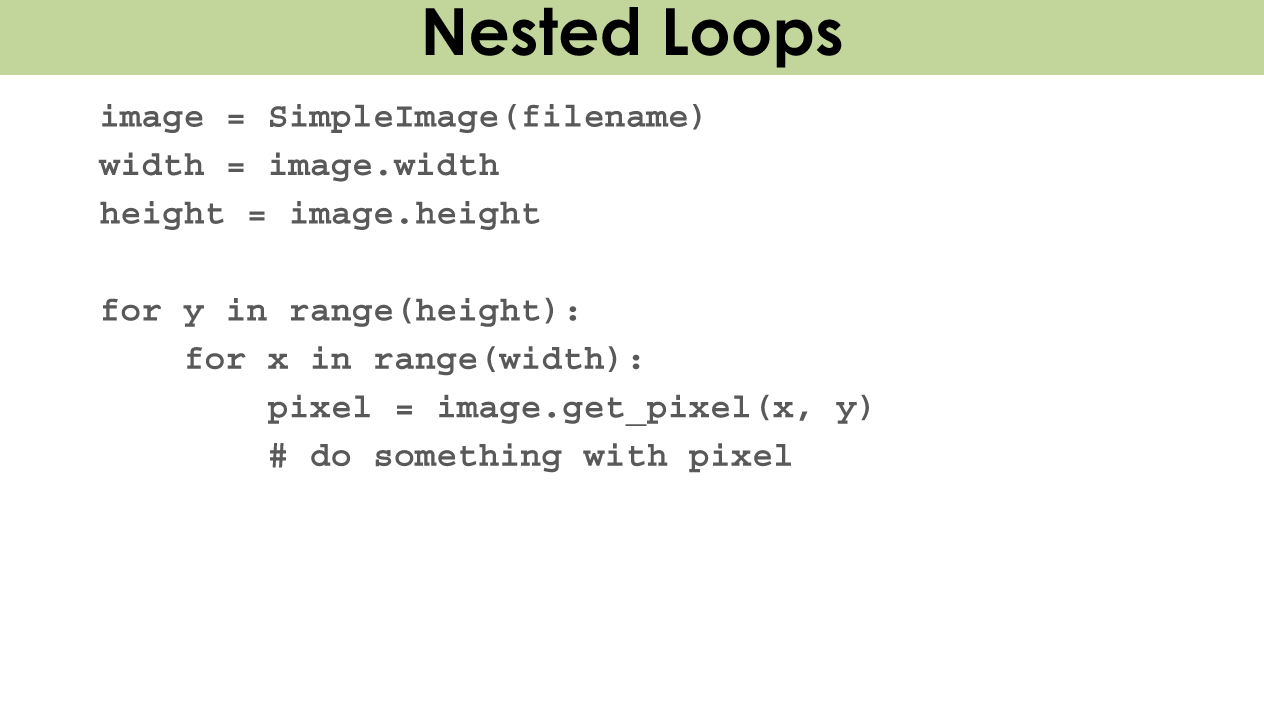 Nested Loops
image = SimpleImage(filename)
width = image.width
height = image.height
for y in range(height):
    for x in range(width):
        pixel = image.get_pixel(x, y)
        # do something with pixel